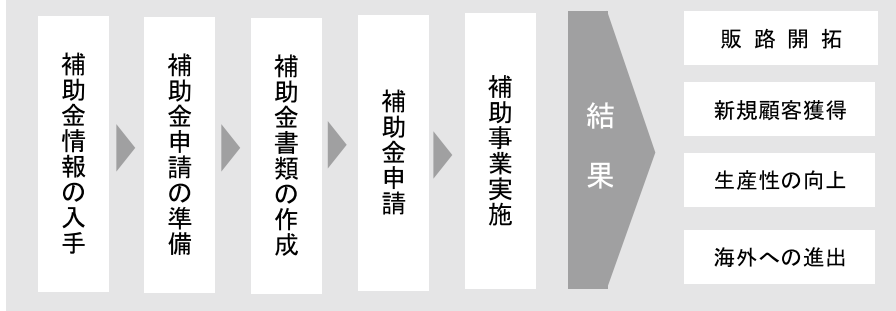 補助金情報の入手
補助金申請の準備
補助金書類の作成
補助金申請
補助事業実施
結果
販路開拓
新規顧客獲得
生産性の向上
海外への進出